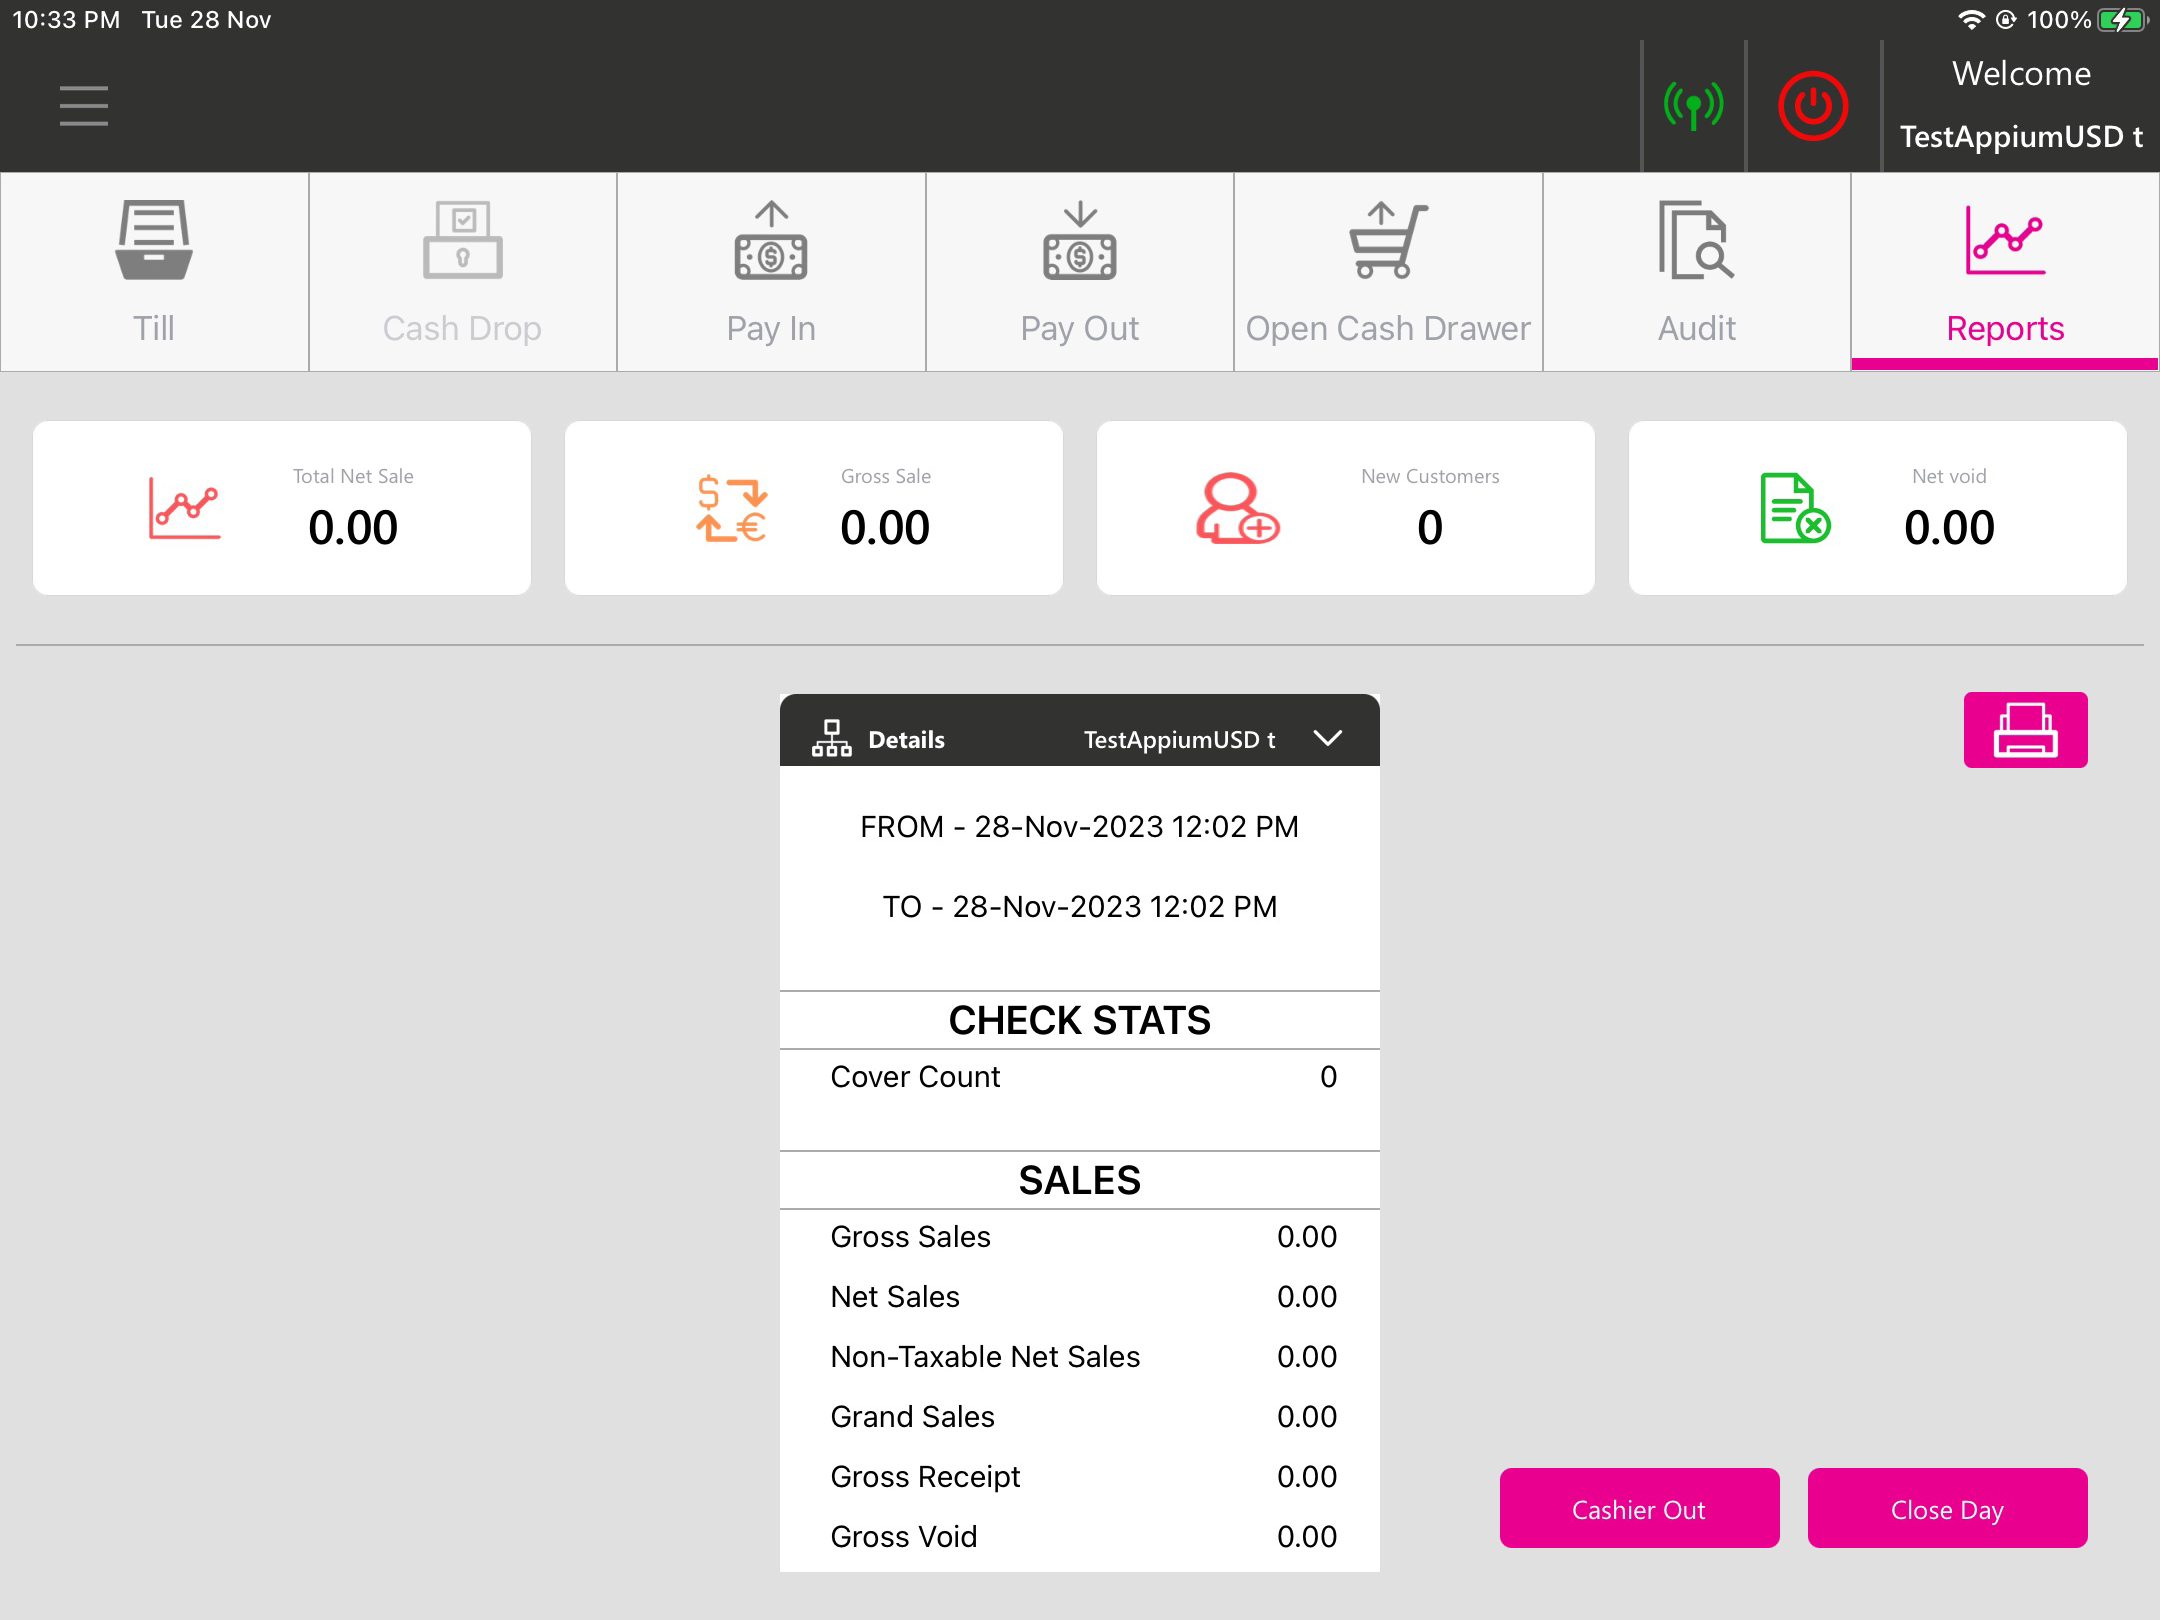 10:33 PM Tue 28 Nov
100%
Welcome
TestAppiumUSD t
Till
Cash Drop
Pay In
Pay Out
Open Cash Drawer
Audit
Reports
Total Net Sale
0.00
Gross Sale
0.00
New Customers
0
Net void
0.00
Details TestAppiumUSD t
FROM - 28-Nov-2023 12:02 PM
TO - 28-Nov-2023 12:02 PM
CHECK STATS
Cover Count 0
SALES
Gross Sales 0.00
Net Sales 0.00
Non-Taxable Net Sales 0.00
Grand Sales 0.00
Gross Receipt 0.00
Gross Void 0.00
Cashier Out
Close Day